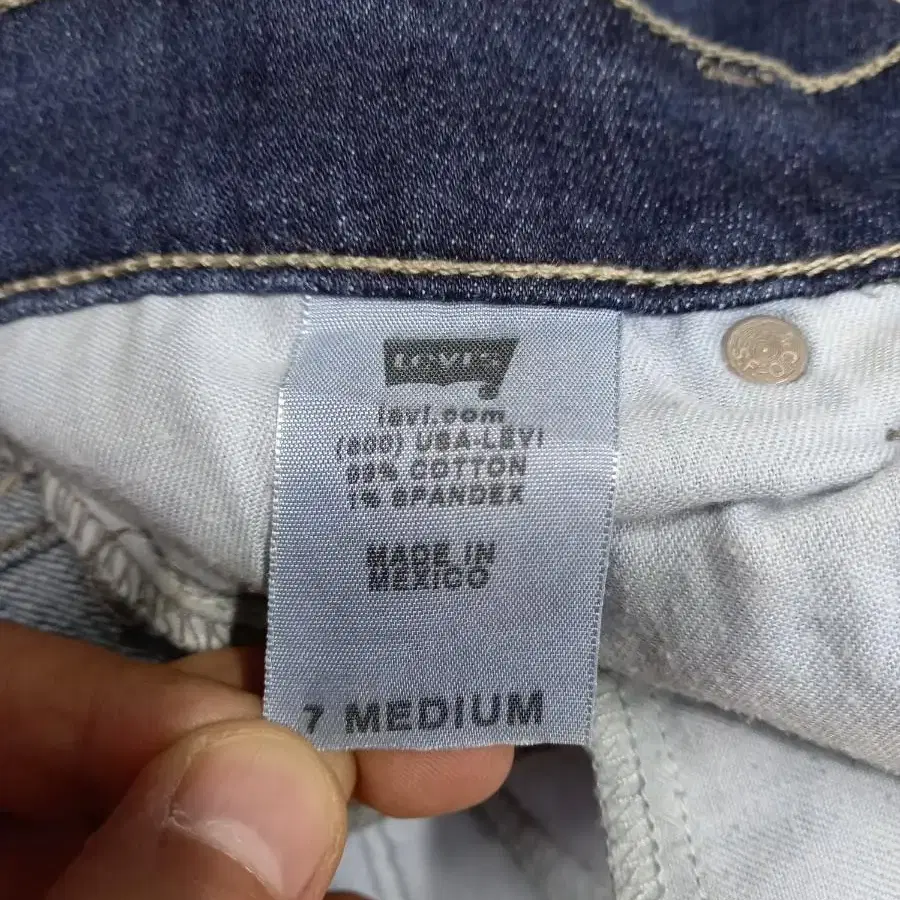 LEVI'S
levi.com
(800) USA-LEVI
99% COTTON
1% SPANDEX
MADE IN
MEXICO
7 MEDIUM